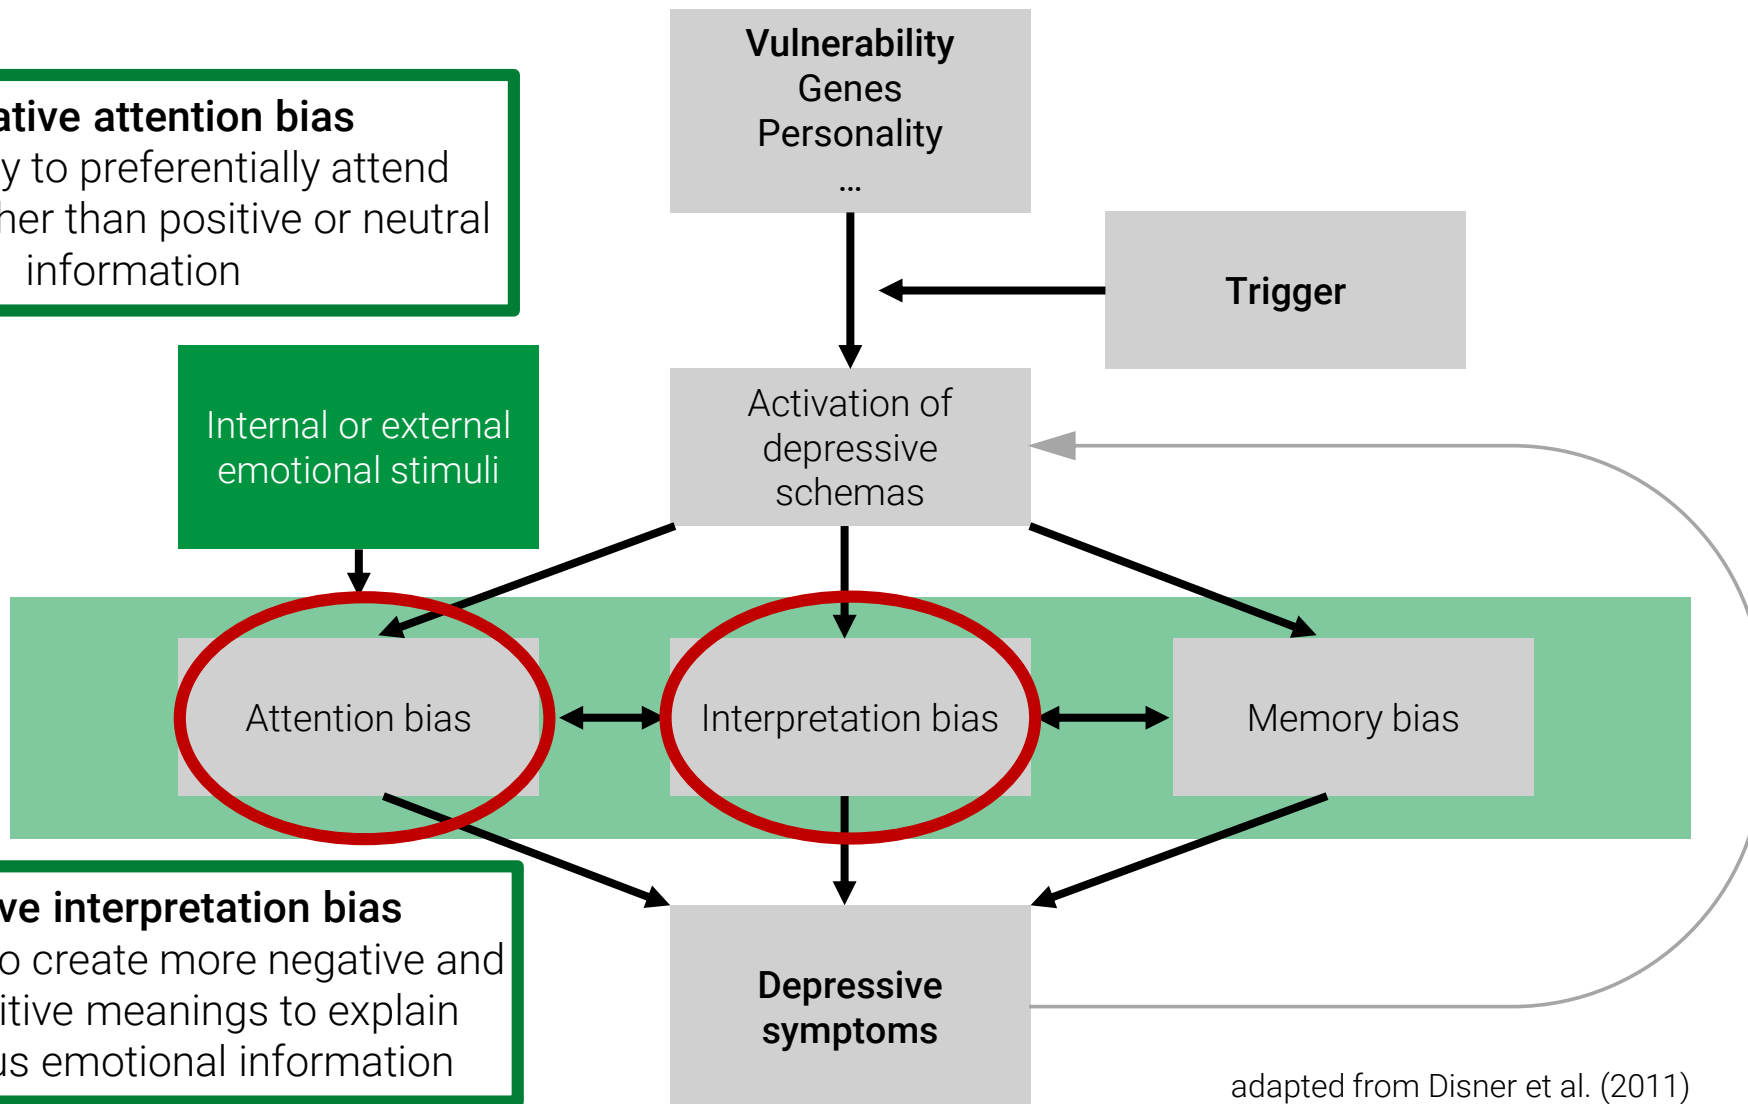 Vulnerability
Genes
Personality
...
ative attention bias
y to preferentially attend
her than positive or neutral
information
Trigger
Internal or external
emotional stimuli
Activation of
depressive
schemas
Attention bias
Interpretation bias
Memory bias
ve interpretation bias
o create more negative and
itive meanings to explain
us emotional information
Depressive
symptoms
adapted from Disner et al. (2011)